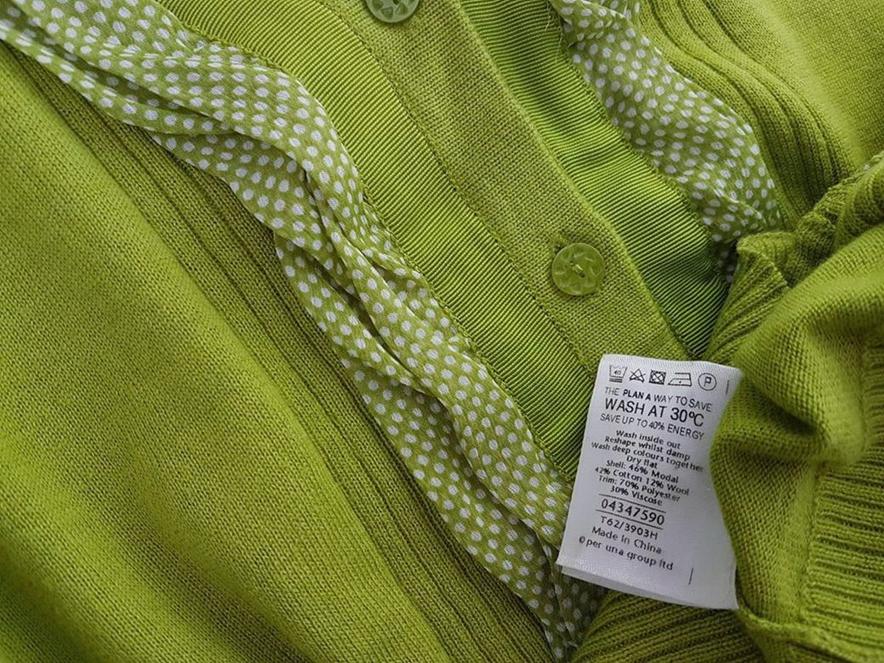 40 P
THE PLAN A WAY TO SAVE
WASH AT 30°C
SAVE UP TO 40% ENERGY
Wash inside out
Reshape whilst damp
Wash deep colours together
Dry flat
Shell: 46% Modal
42% Cotton 12% Wool
Trim: 70% Polyester
30% Viscose
04347590
T62/3903H
Made in China
©per una group ltd